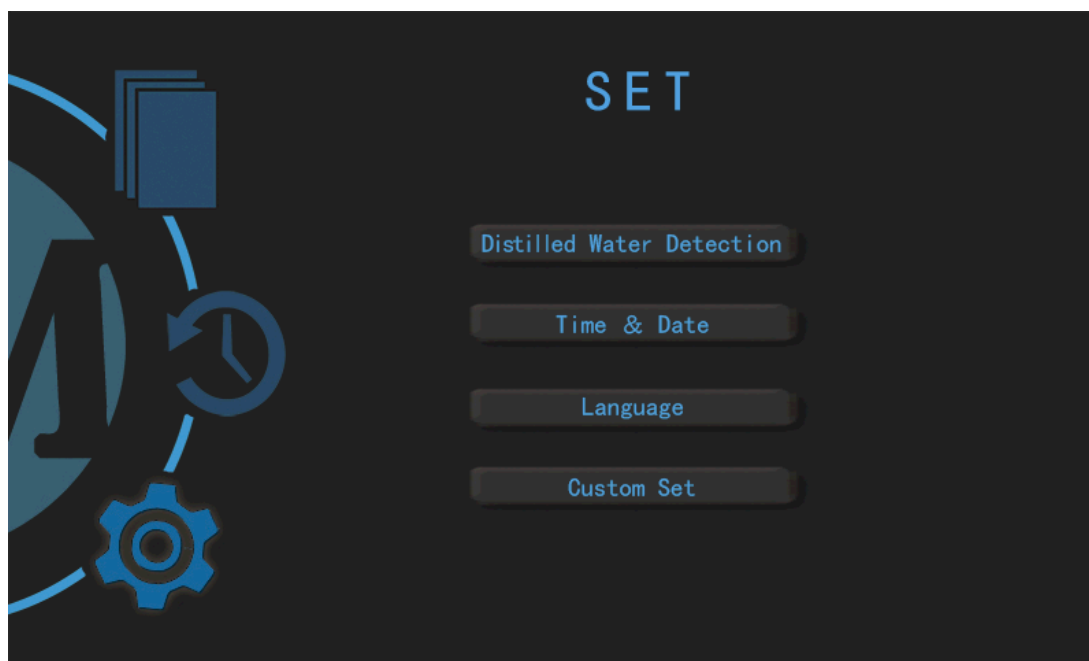 SET
Distilled Water Detection
Time & Date
Language
Custom Set